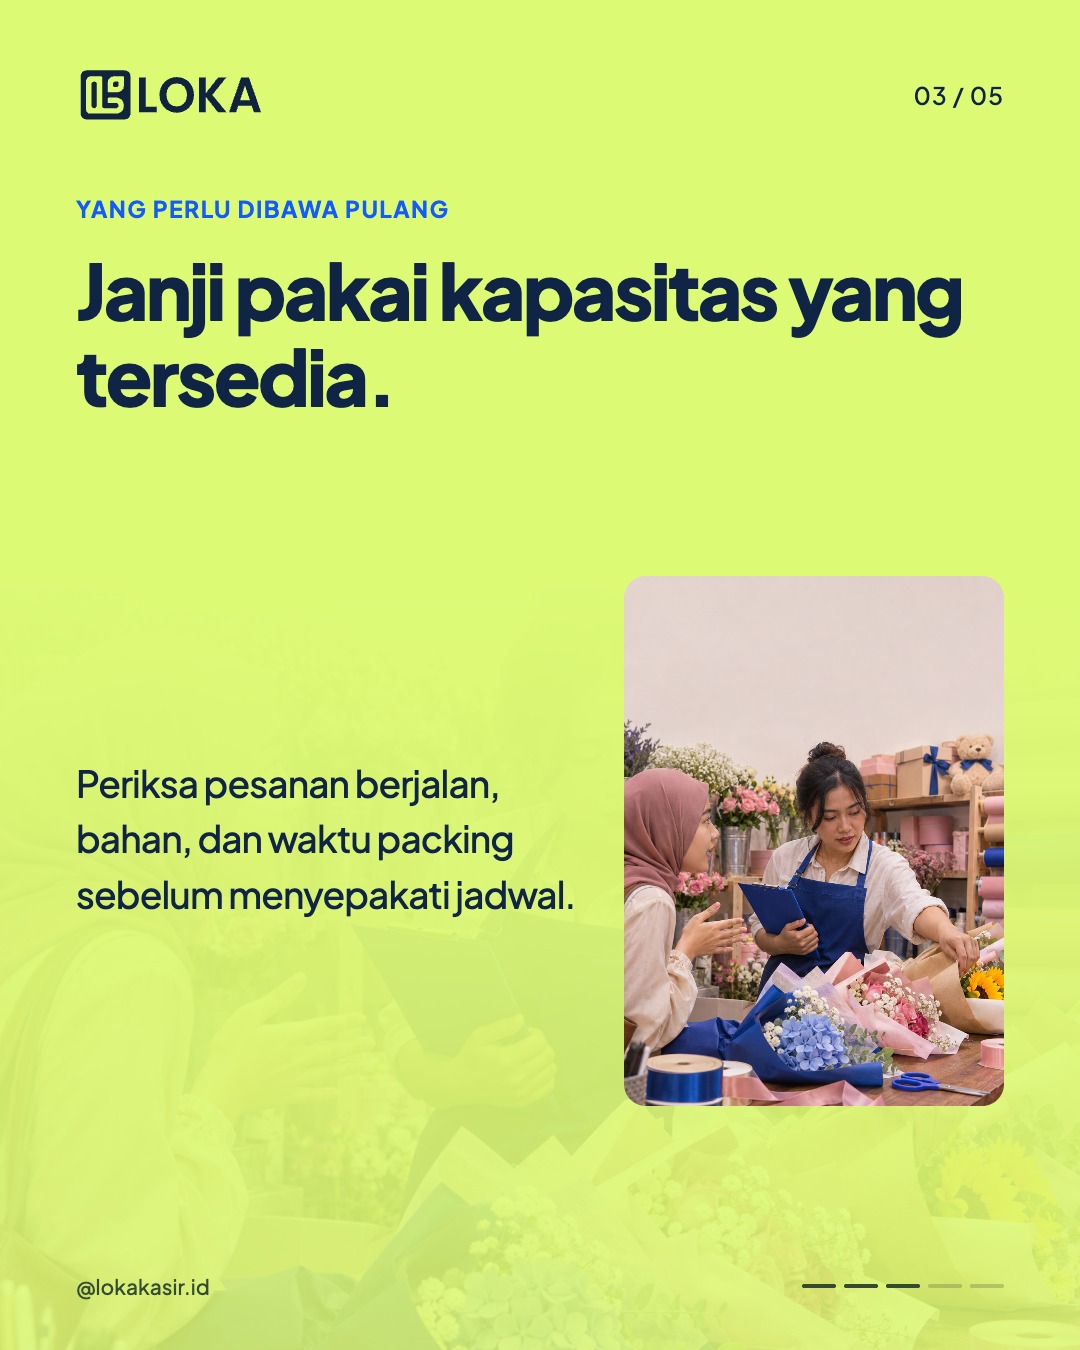 LOKA
03 / 05
YANG PERLU DIBAWA PULANG
Janji pakai kapasitas yang
tersedia.
Periksa pesanan berjalan,
bahan, dan waktu packing
sebelum menyepakati jadwal.
@lokakasir.id